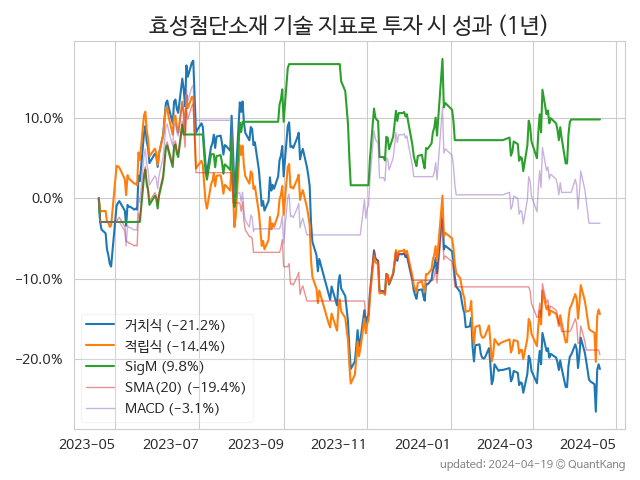 효성첨단소재 기술 지표로 투자 시 성과 (1년)
10.0%
0.0%
−10.0%
−20.0%
거치식 (−21.2%)
적립식 (−14.4%)
SigM (9.8%)
SMA(20) (−19.4%)
MACD (−3.1%)
2023-05 2023-07 2023-09 2023-11 2024-01 2024-03 2024-05
updated: 2024-04-19 © QuantKang